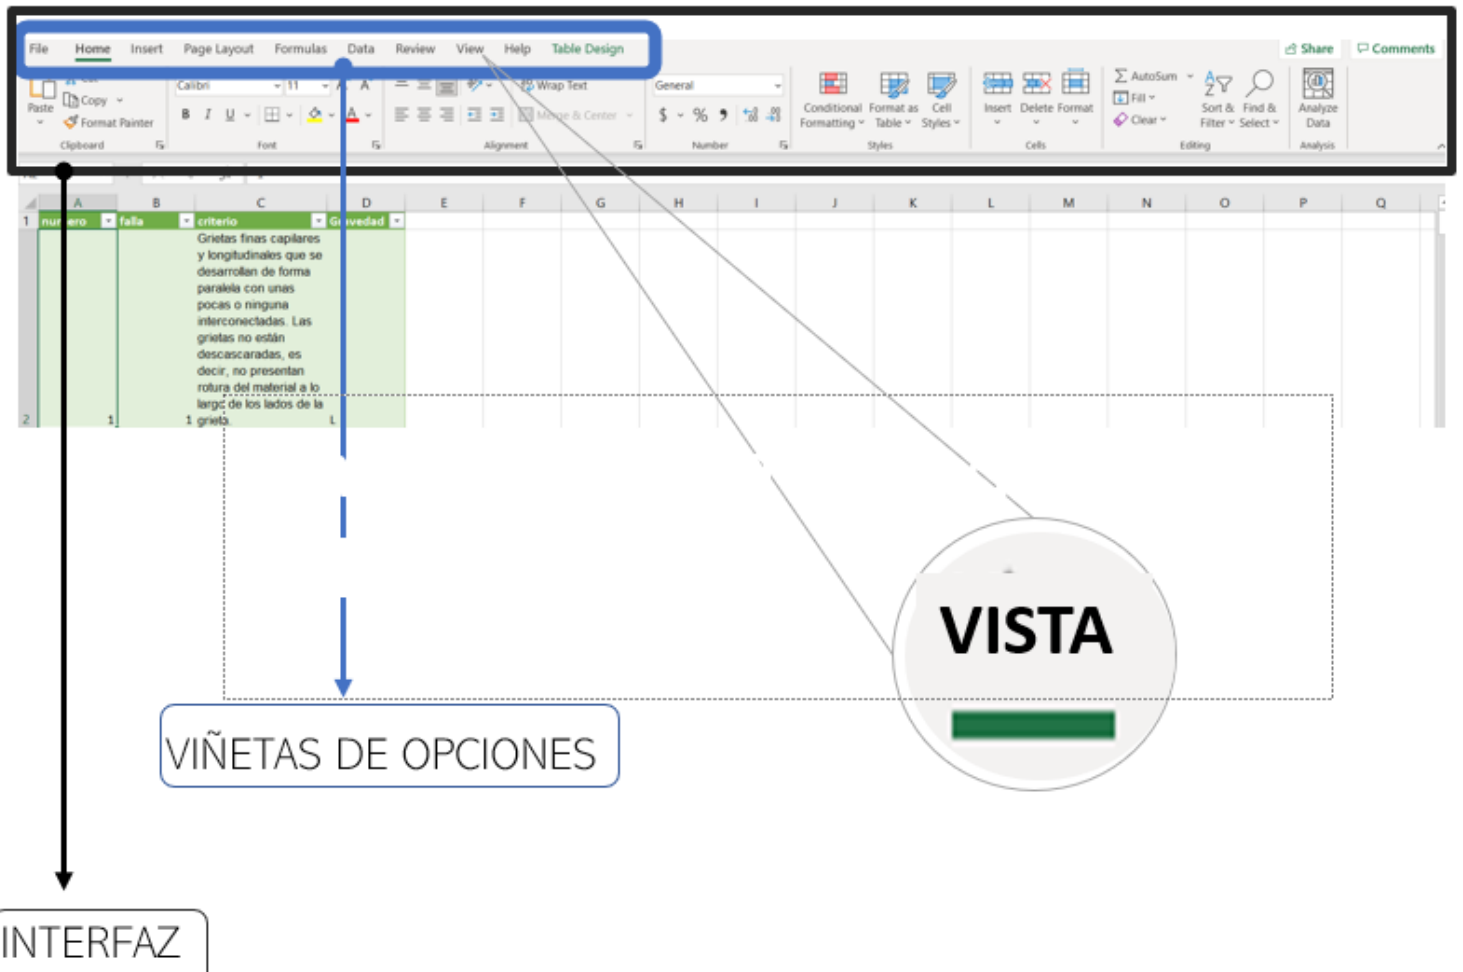 File Home Insert Page Layout Formulas Data Review View Help Table Design Share Comments
Calibri 11 Wrap Text General AutoSum
Paste Copy Merge & Center Fill
Format Painter B I U $ % Conditional Formatting Format as Table Cell Styles Insert Delete Format Clear Sort & Filter Find & Select Analyze Data
Clipboard Font Alignment Number Styles Cells Editing Analysis
A B C D E F G H I J K L M N O P Q
1 numero falla criterio Gravedad
Grietas finas capilares
y longitudinales que se
desarrollan de forma
paralela con unas
pocas o ninguna
interconectadas. Las
grietas no están
descascaradas, es
decir, no presentan
rotura del material a lo
largo de los lados de la
2 1 1 grieta. L
VISTA
VIÑETAS DE OPCIONES
INTERFAZ